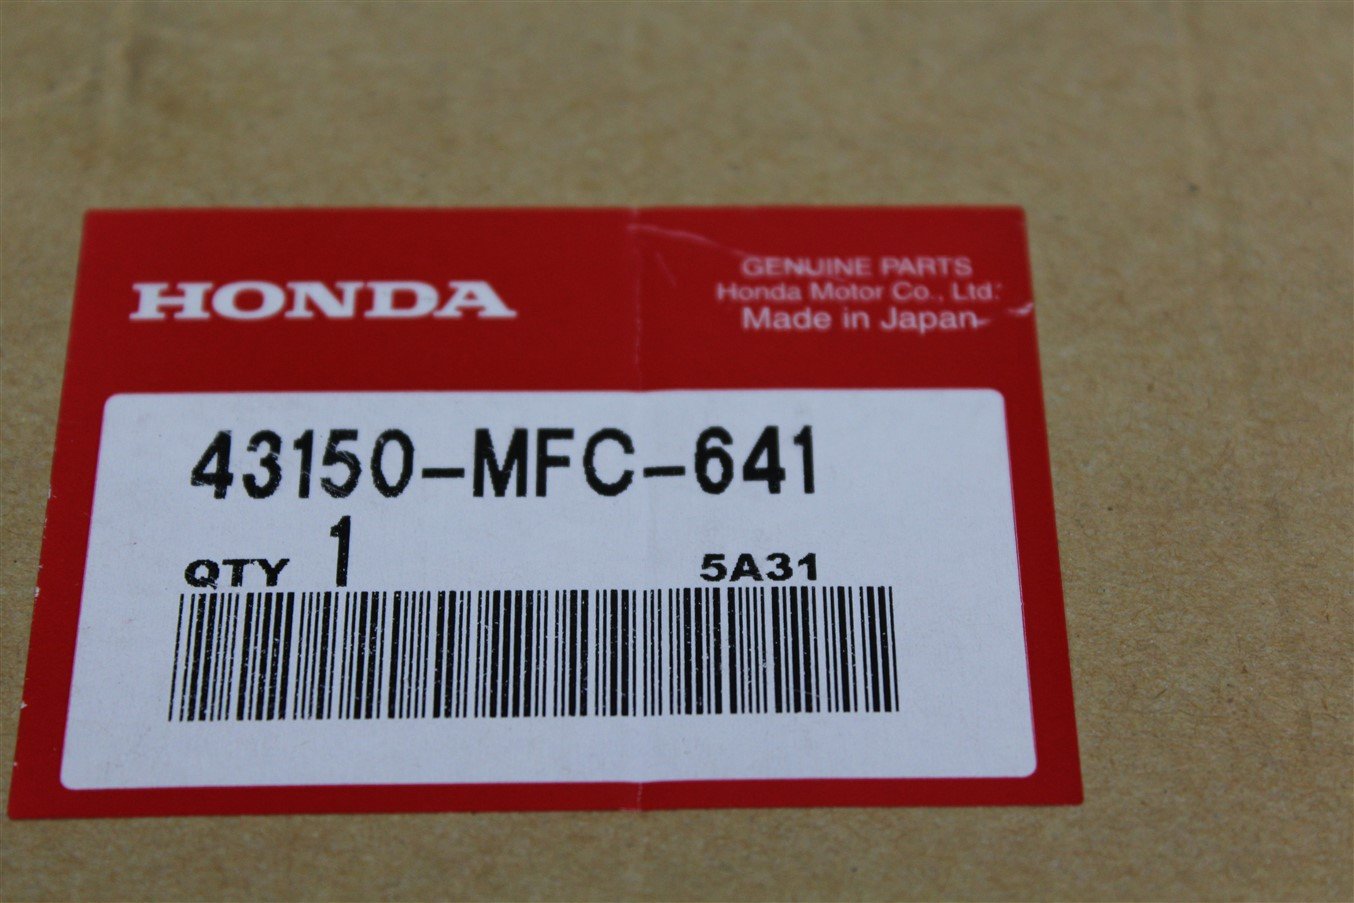 HONDA
GENUINE PARTS
Honda Motor Co., Ltd.
Made in Japan
43150-MFC-641
QTY 1
5A31